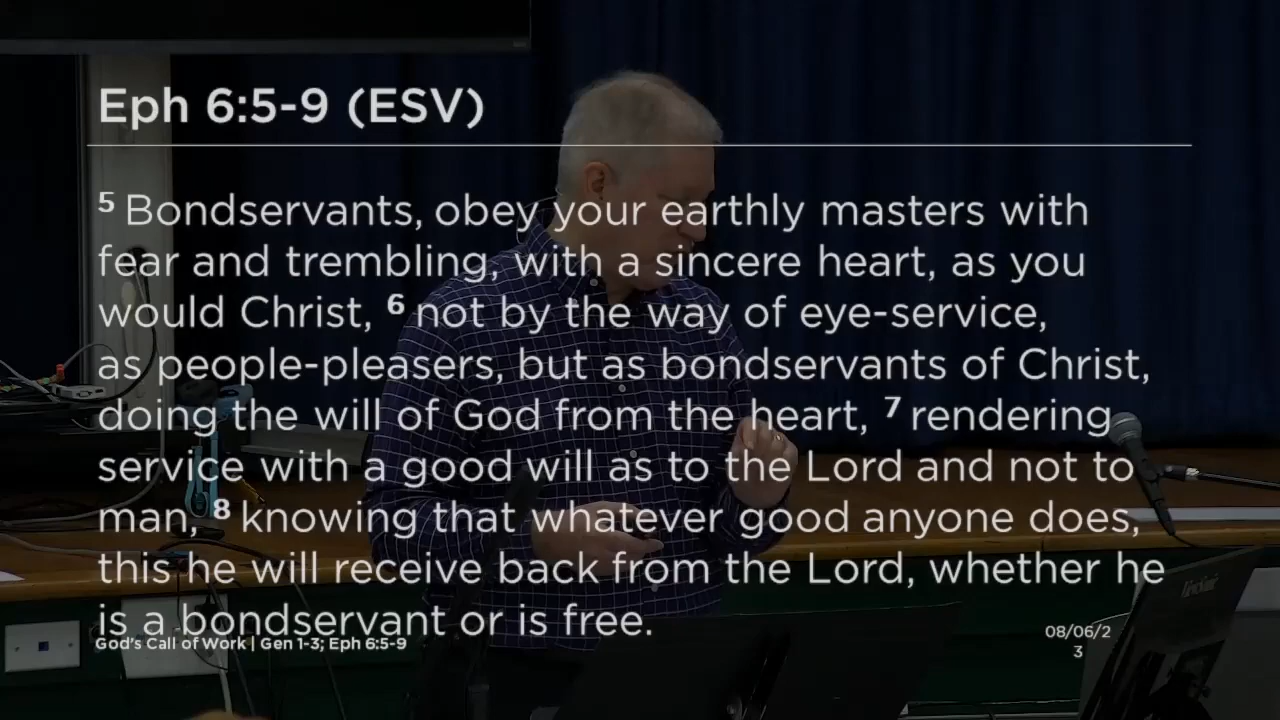 Eph 6:5-9 (ESV)
5 Bondservants, obey your earthly masters with
fear and trembling, with a sincere heart, as you
would Christ, 6 not by the way of eye-service,
as people-pleasers, but as bondservants of Christ,
doing the will of God from the heart, 7 rendering
service with a good will as to the Lord and not to
man, 8 knowing that whatever good anyone does,
this he will receive back from the Lord, whether he
is a bondservant or is free.
God's Call of Work | Gen 1-3; Eph 6:5-9
08/06/2
3